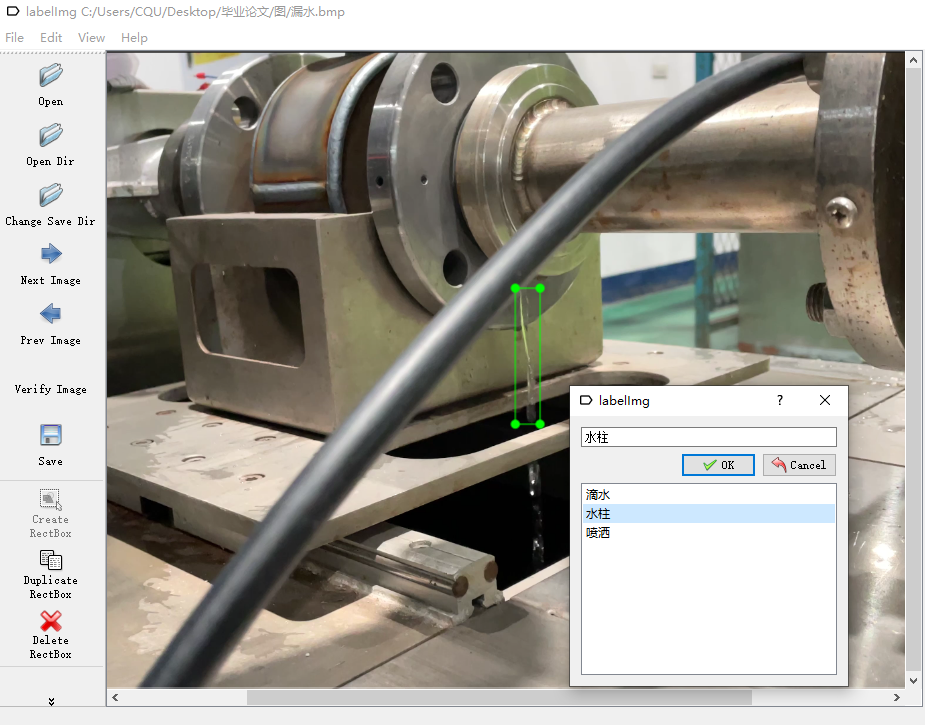 labelImg C:/Users/CQU/Desktop/毕业论文/图/漏水.bmp
File Edit View Help
Open
Open Dir
Change Save Dir
Next Image
Prev Image
Verify Image
Save
Create
RectBox
Duplicate
RectBox
Delete
RectBox
labelImg ?
水柱
OK Cancel
滴水
水柱
喷洒